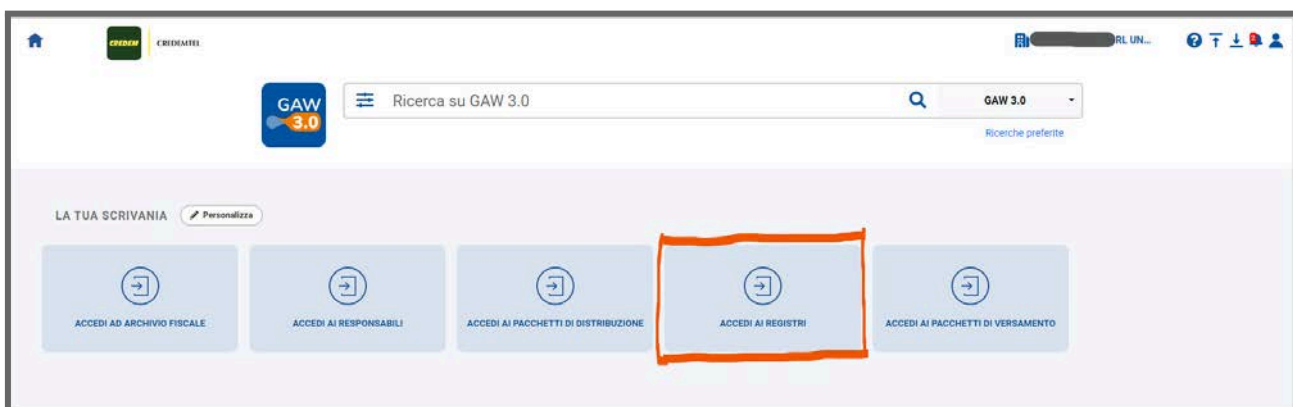 CREDEM CREDEMTEL
RL UN...
GAW
3.0
Ricerca su GAW 3.0
GAW 3.0
Ricerche preferite
LA TUA SCRIVANIA Personalizza
ACCEDI AD ARCHIVIO FISCALE
ACCEDI AI RESPONSABILI
ACCEDI AI PACCHETTI DI DISTRIBUZIONE
ACCEDI AI REGISTRI
ACCEDI AI PACCHETTI DI VERSAMENTO